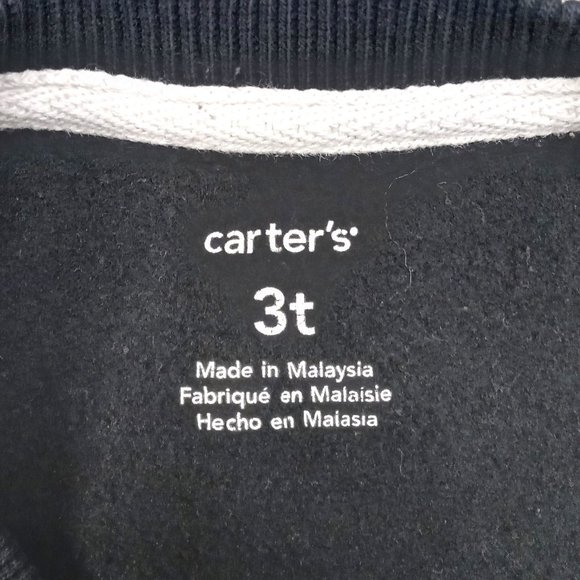 carter's
3t
Made in Malaysia
Fabriqué en Malaisie
Hecho en Malasia